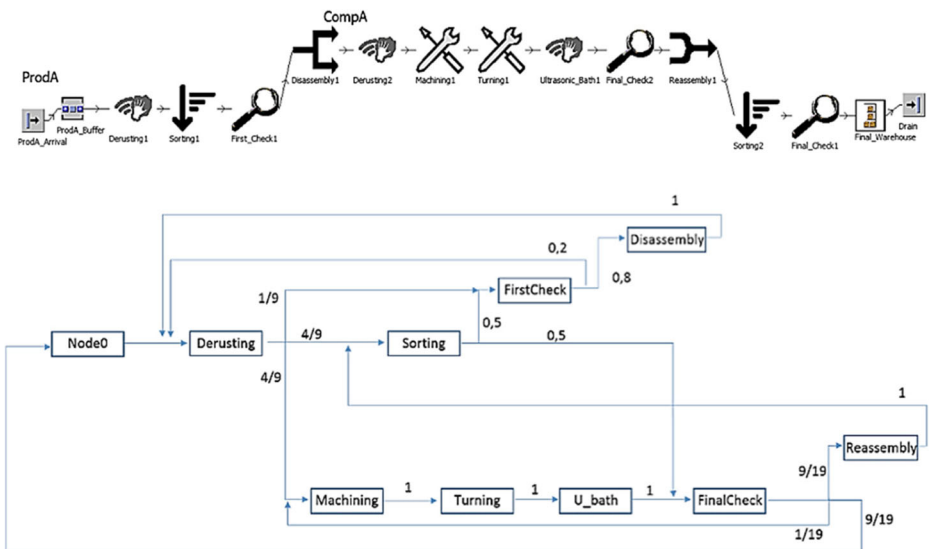 CompA
Disassembly1 Derusting2 Machining1 Turning1 Ultrasonic_Bath1 Final_Check2 Reassembly1
ProdA
ProdA_Arrival ProdA_Buffer Derusting1 Sorting1 First_Check1
Sorting2 Final_Check1 Final_Warehouse Drain
1
Disassembly
0,2
0,8
1/9 FirstCheck
0,5
Node0 Derusting 4/9 Sorting 0,5
4/9
1
Reassembly
9/19
Machining 1 Turning 1 U_bath 1 FinalCheck
9/19
1/19